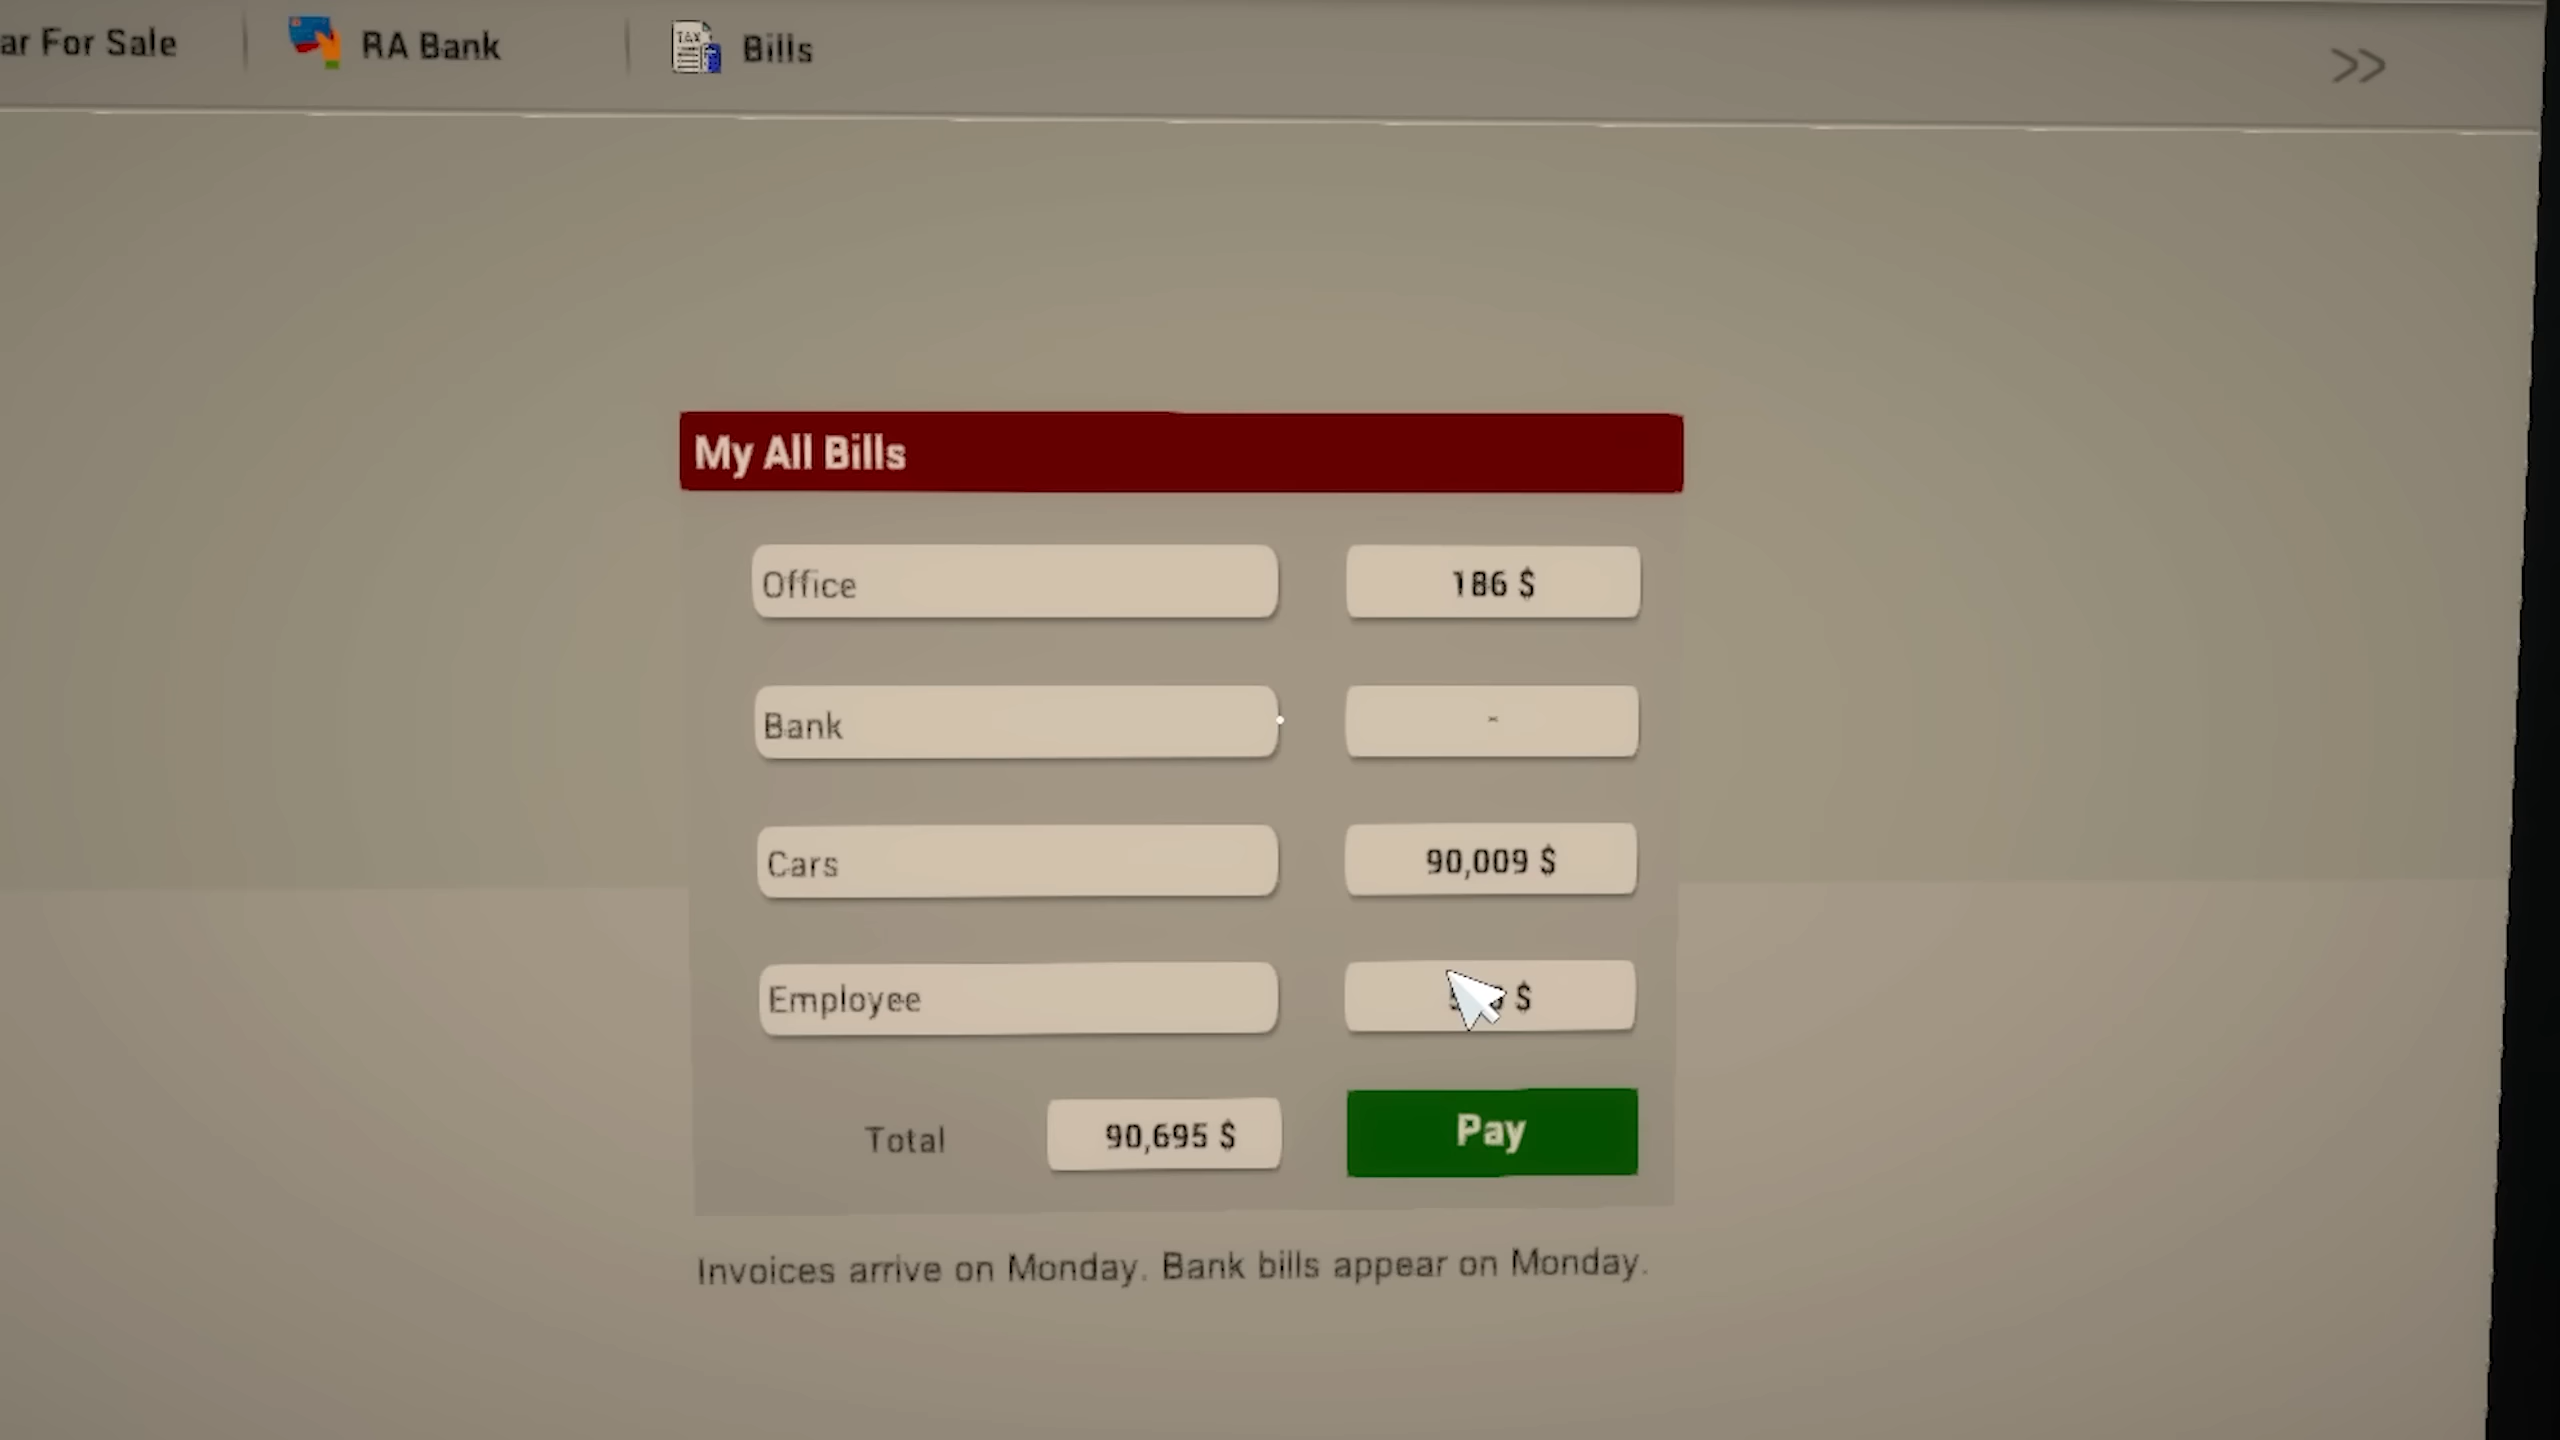 ar For Sale
RA Bank
TAX
Bills
>>
My All Bills
Office
186 $
Bank
-
Cars
90,009 $
Employee
$
Total
90,695 $
Pay
Invoices arrive on Monday. Bank bills appear on Monday.